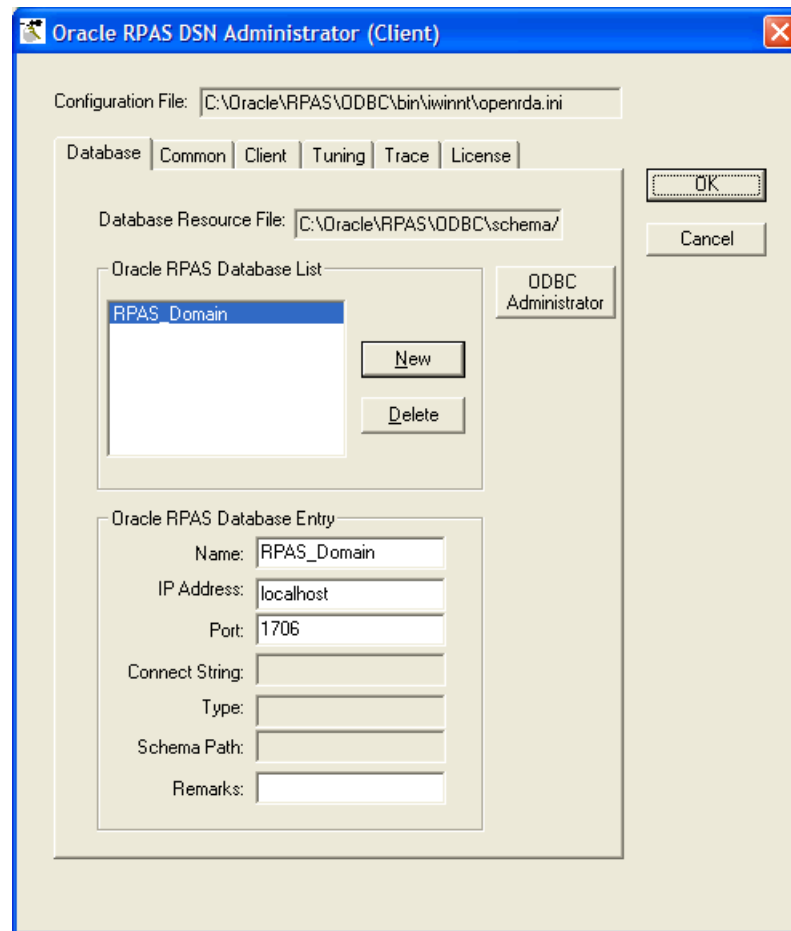 Oracle RPAS DSN Administrator (Client)
Configuration File: C:\Oracle\RPAS\ODBC\bin\iwinnt\openrda.ini
Database Common Client Tuning Trace License
OK
Cancel
Database Resource File: C:\Oracle\RPAS\ODBC\schema/
Oracle RPAS Database List
ODBC
Administrator
RPAS_Domain
New
Delete
Oracle RPAS Database Entry
Name: RPAS_Domain
IP Address: localhost
Port: 1706
Connect String:
Type:
Schema Path:
Remarks: